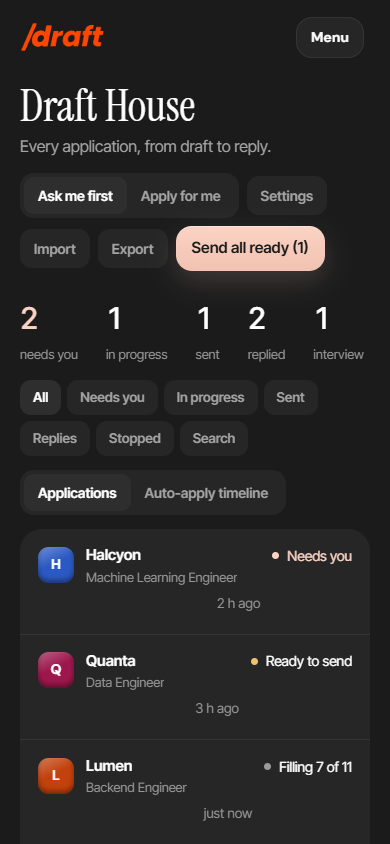 /draft
Menu
Draft House
Every application, from draft to reply.
Ask me first
Apply for me
Settings
Import
Export
Send all ready (1)
2
1
1
2
1
needs you
in progress
sent
replied
interview
All
Needs you
In progress
Sent
Replies
Stopped
Search
Applications
Auto-apply timeline
H
Halcyon
Needs you
Machine Learning Engineer
2 h ago
Q
Quanta
Ready to send
Data Engineer
3 h ago
L
Lumen
Filling 7 of 11
Backend Engineer
just now